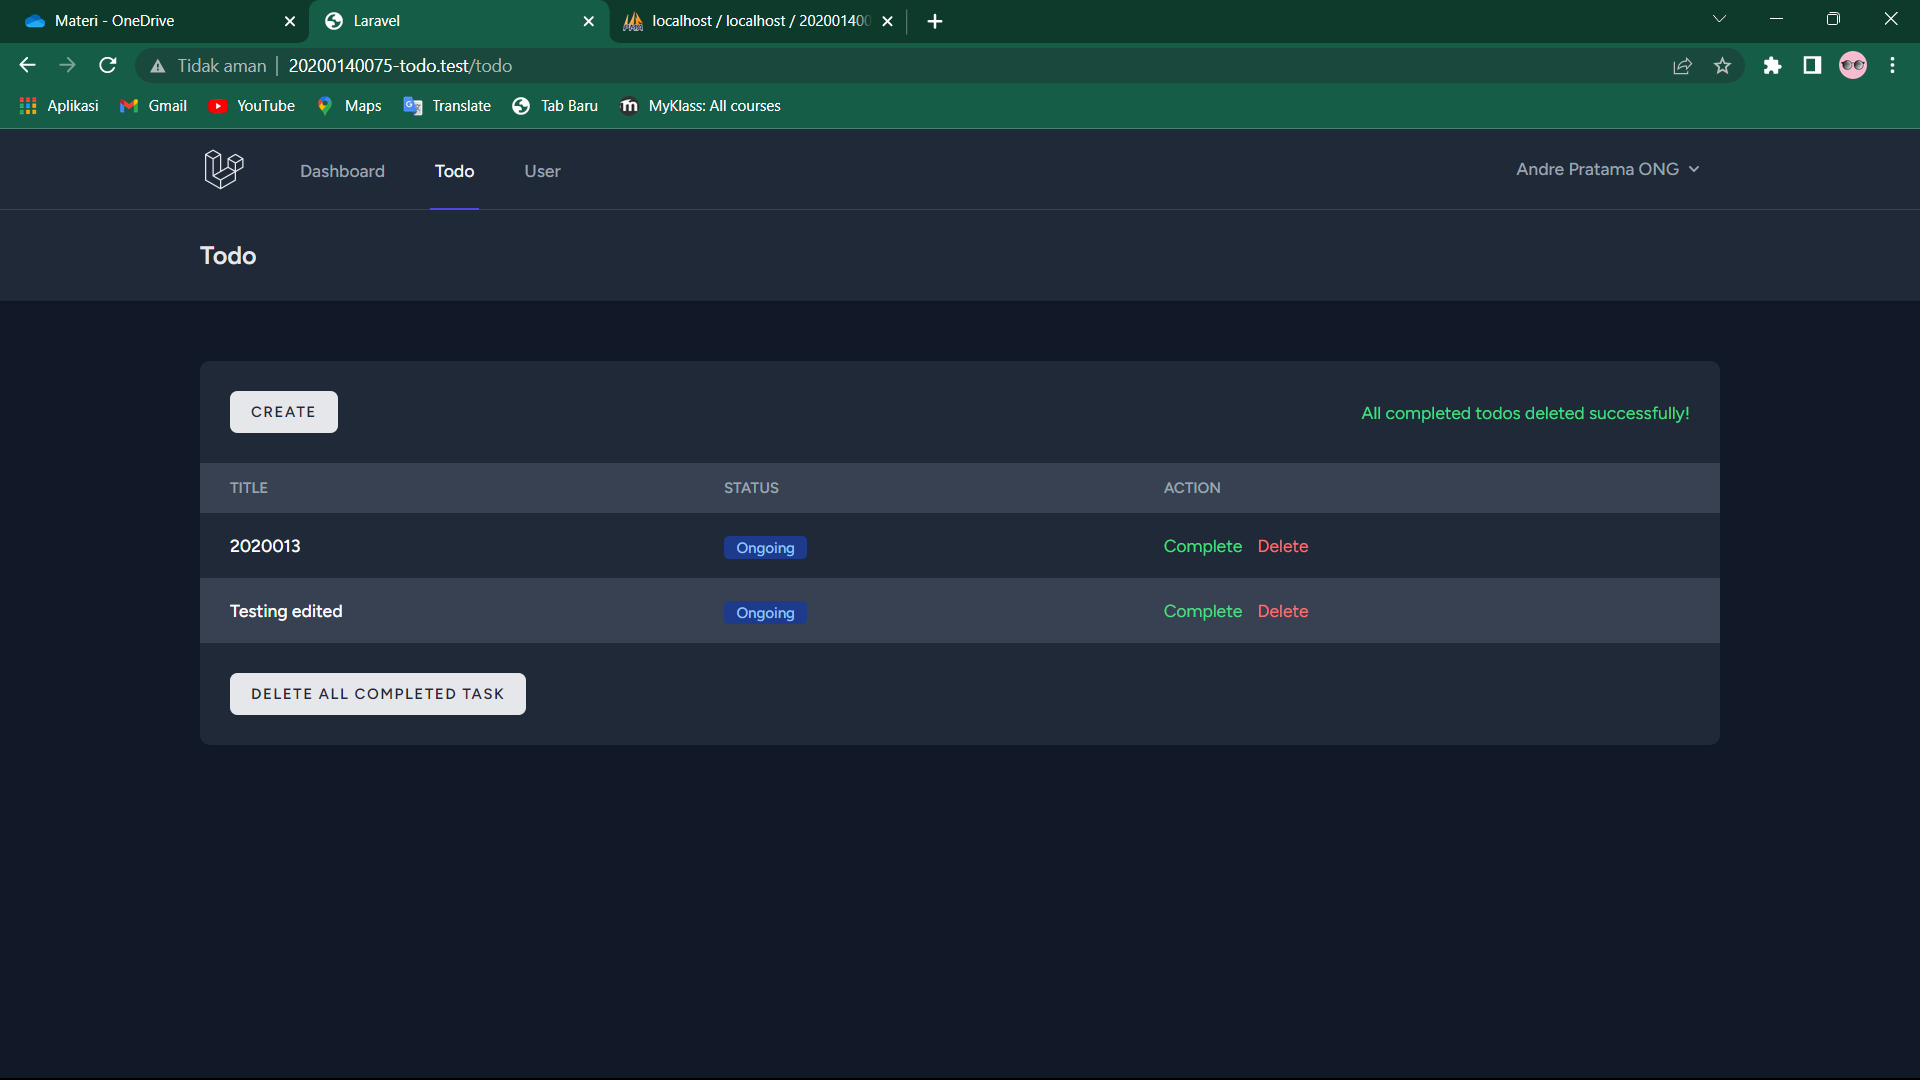 Materi - OneDrive
Laravel
localhost / localhost / 20200140
Tidak aman | 20200140075-todo.test/todo
Aplikasi Gmail YouTube Maps Translate Tab Baru MyKlass: All courses
Dashboard Todo User Andre Pratama ONG
Todo
CREATE All completed todos deleted successfully!
TITLE STATUS ACTION
2020013 Ongoing Complete Delete
Testing edited Ongoing Complete Delete
DELETE ALL COMPLETED TASK